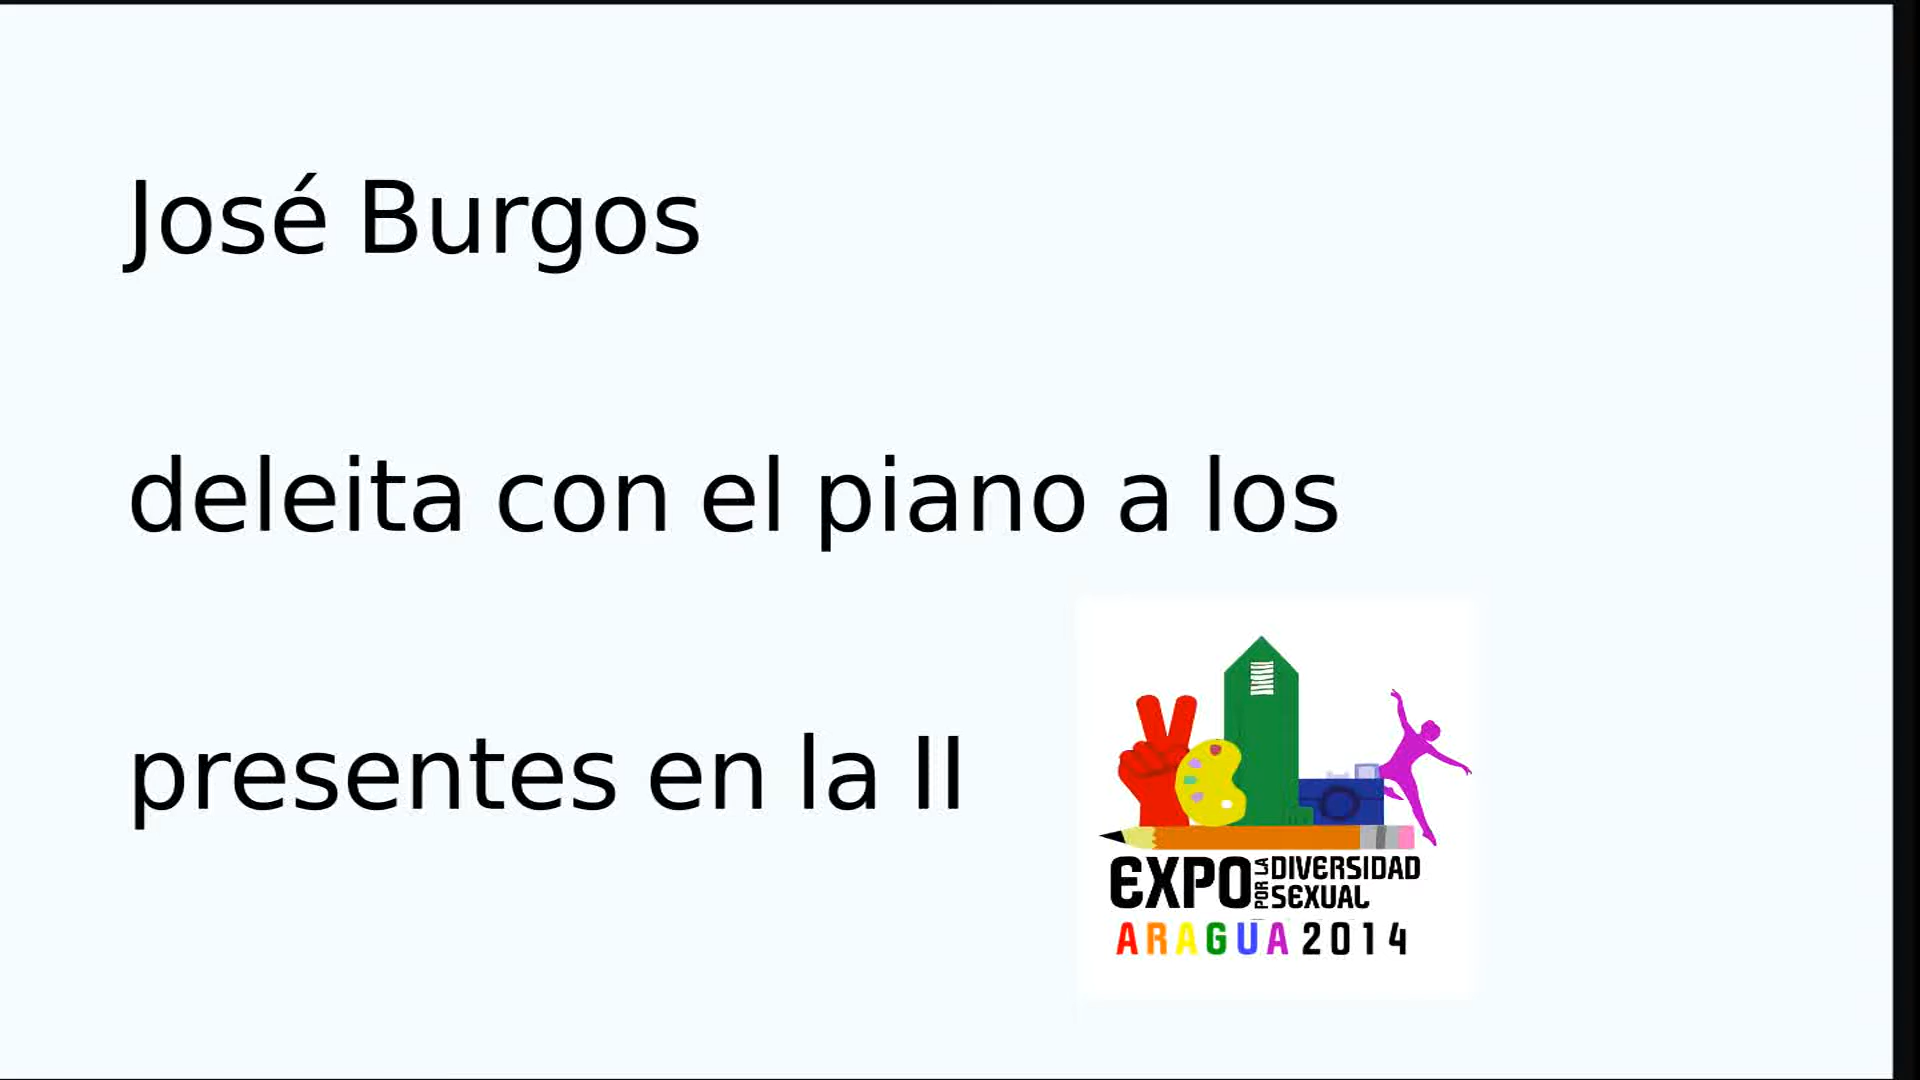 José Burgos
deleita con el piano a los
presentes en la II
EXPO POR LA DIVERSIDAD SEXUAL
ARAGUA 2014